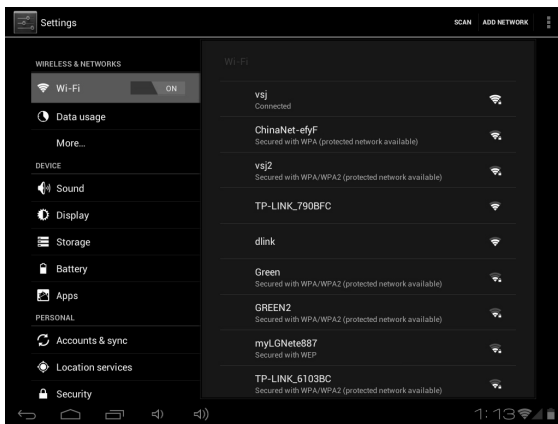 Settings
SCAN ADD NETWORK
WIRELESS & NETWORKS
Wi-Fi ON
Data usage
More...
DEVICE
Sound
Display
Storage
Battery
Apps
PERSONAL
Accounts & sync
Location services
Security
Wi-Fi
vsj
Connected
ChinaNet-efyF
Secured with WPA (protected network available)
vsj2
Secured with WPA/WPA2 (protected network available)
TP-LINK_790BFC
dlink
Green
Secured with WPA/WPA2 (protected network available)
GREEN2
Secured with WPA/WPA2 (protected network available)
myLGNete887
Secured with WEP
TP-LINK_6103BC
Secured with WPA/WPA2 (protected network available)
1:13